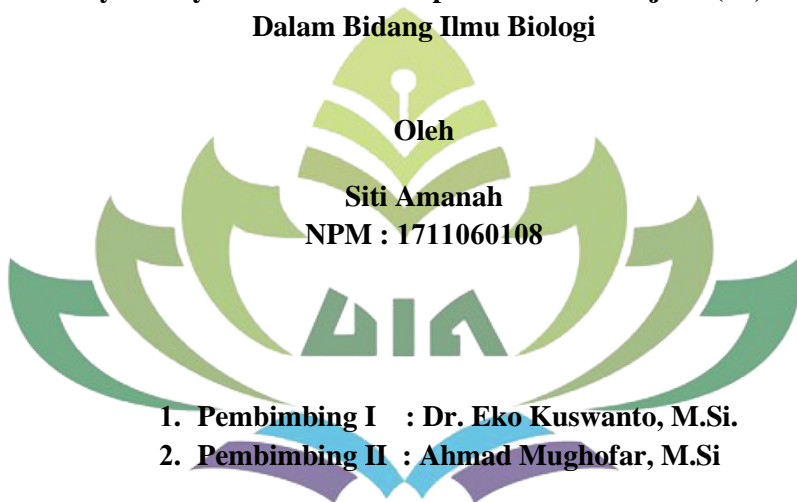 Dalam Bidang Ilmu Biologi
Oleh
Siti Amanah
NPM : 1711060108
UIN
1. Pembimbing I : Dr. Eko Kuswanto, M.Si.
2. Pembimbing II : Ahmad Mughofar, M.Si